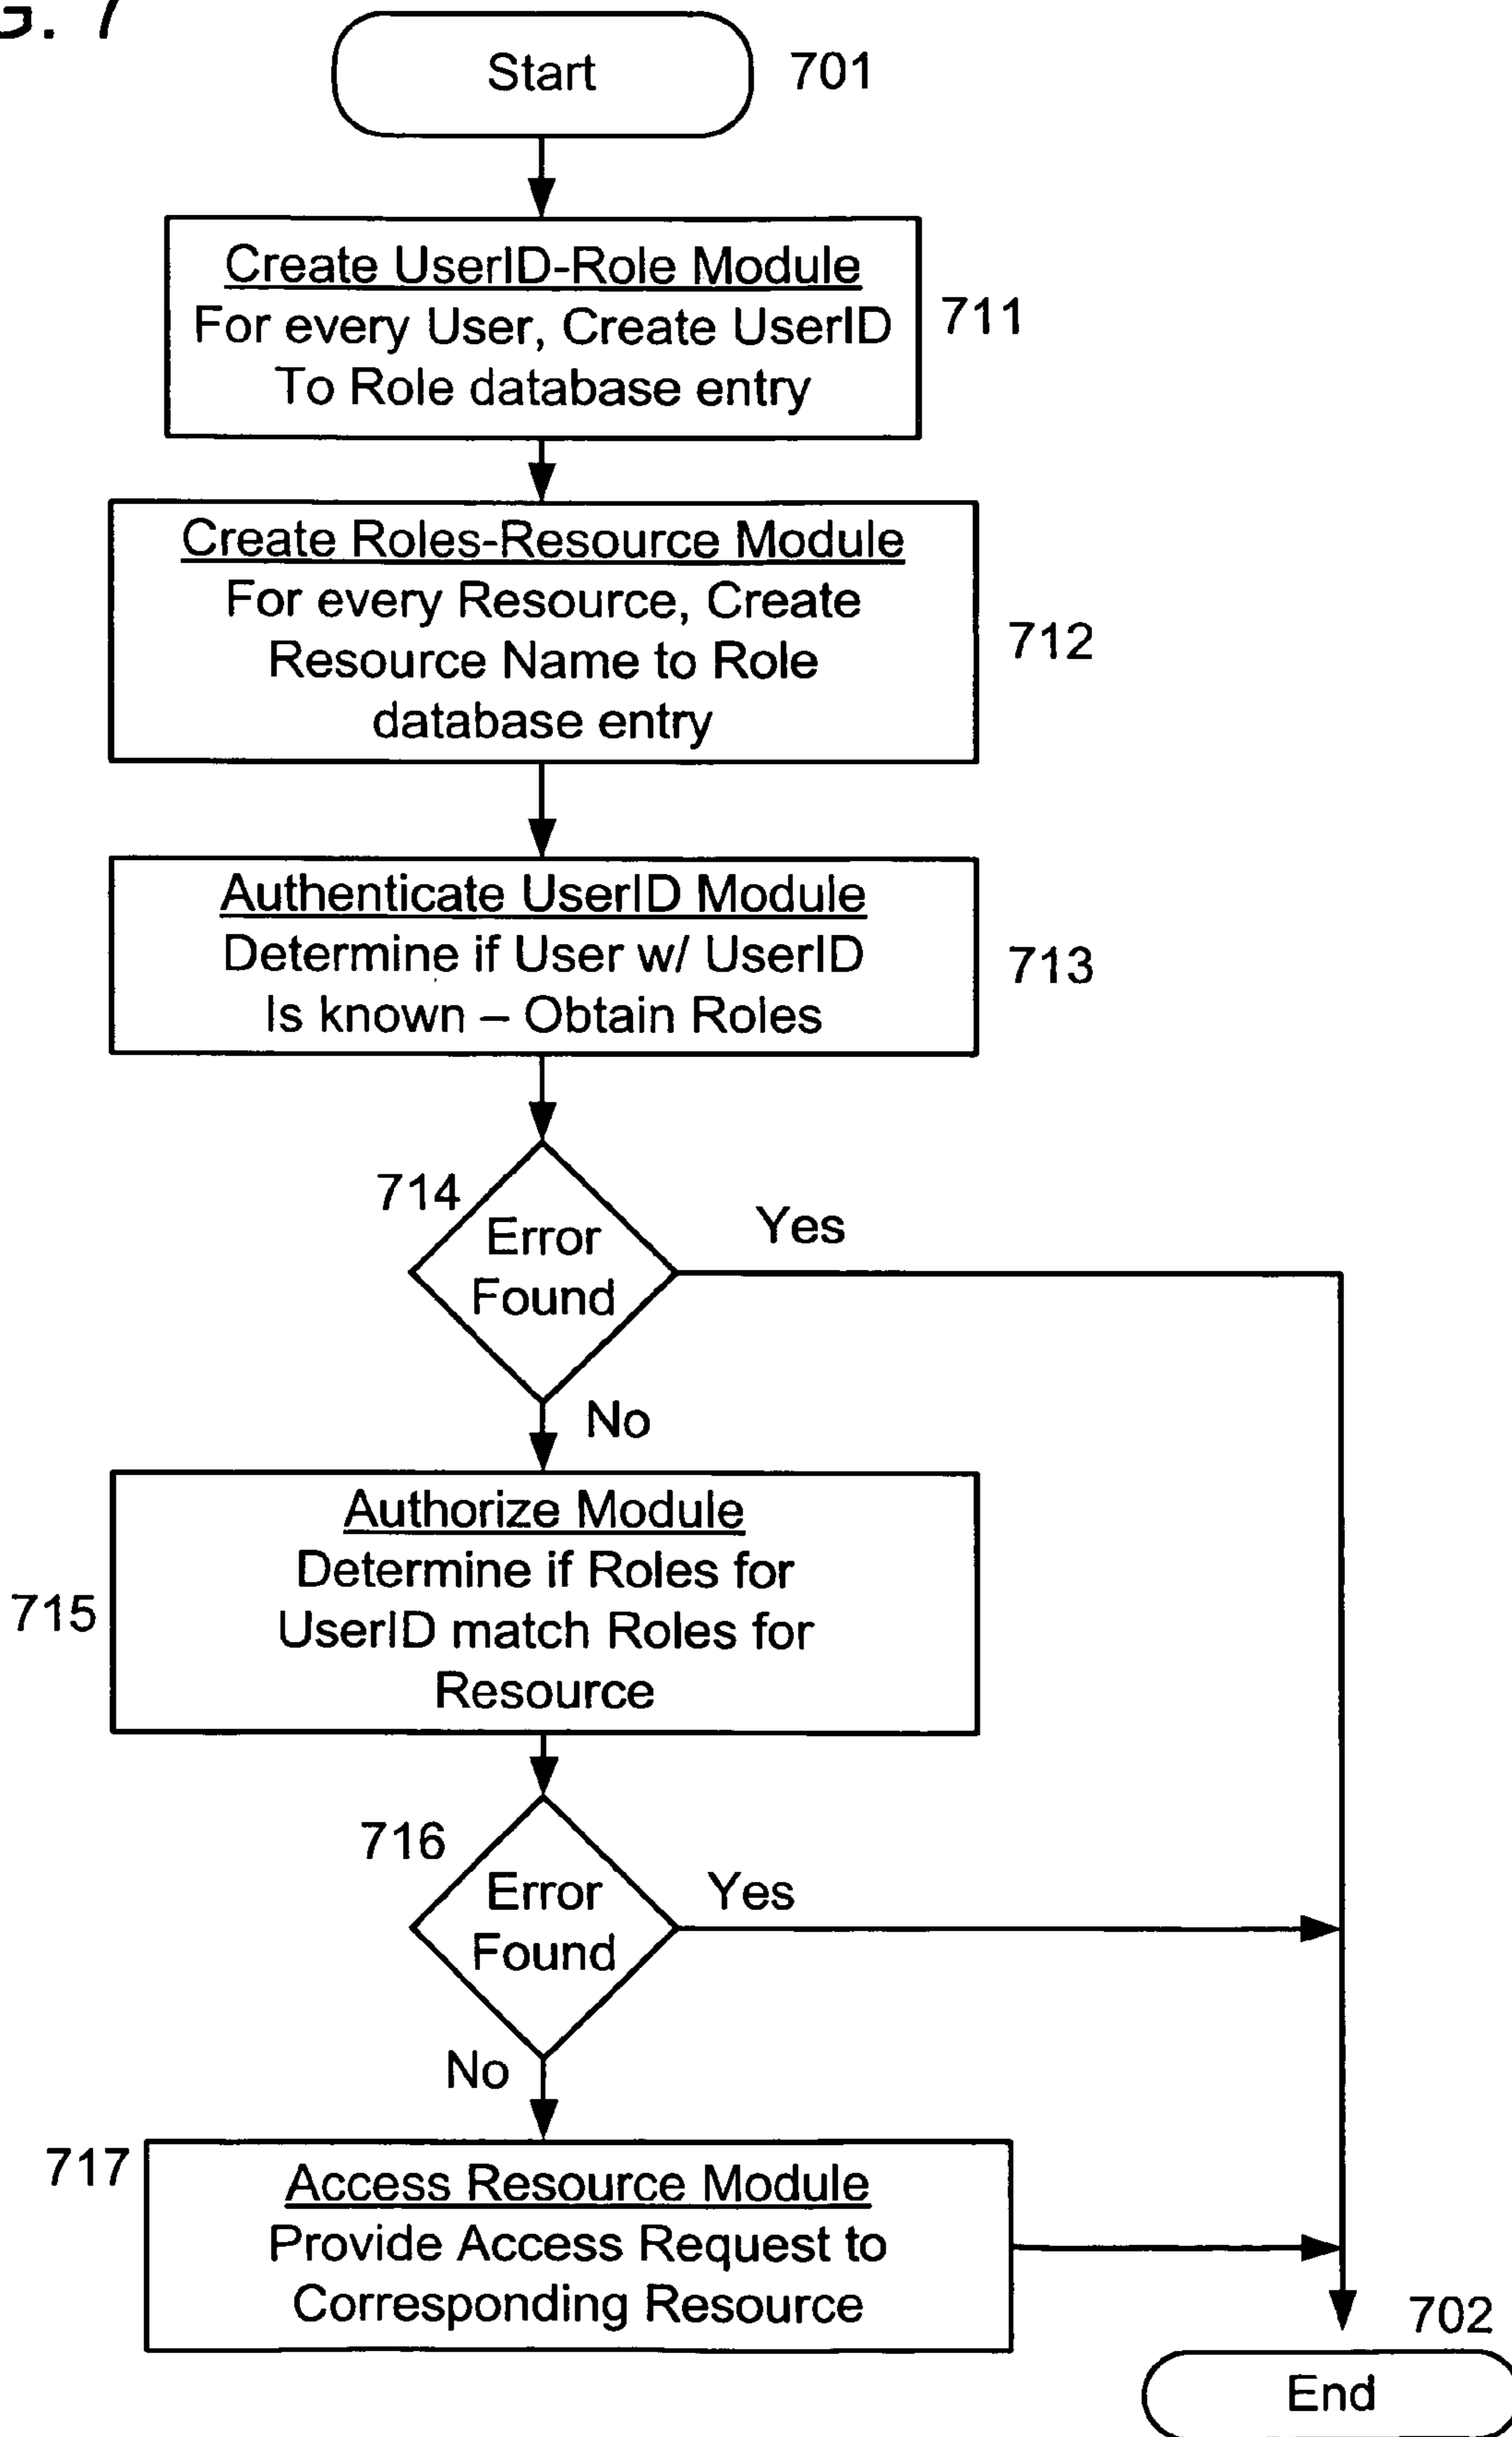 G. 7
Start
701
Create UserID-Role Module
For every User, Create UserID
To Role database entry
711
Create Roles-Resource Module
For every Resource, Create
Resource Name to Role
database entry
712
Authenticate UserID Module
Determine if User w/ UserID
Is known – Obtain Roles
713
714
Error
Found
Yes
No
Authorize Module
Determine if Roles for
UserID match Roles for
Resource
715
716
Error
Found
Yes
No
717
Access Resource Module
Provide Access Request to
Corresponding Resource
702
End